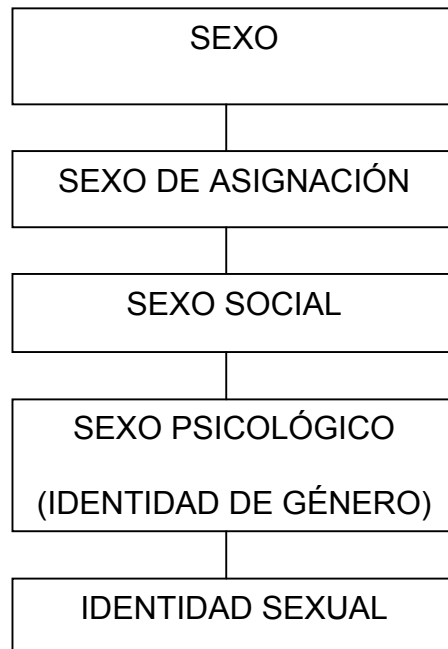 SEXO
SEXO DE ASIGNACIÓN
SEXO SOCIAL
SEXO PSICOLÓGICO
(IDENTIDAD DE GÉNERO)
IDENTIDAD SEXUAL